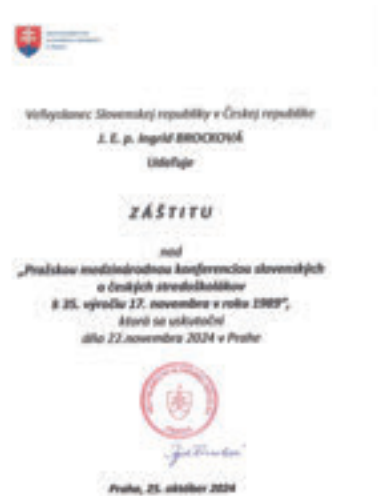 Veľvyslanec Slovenskej republiky v Českej republike
J. E. p. Ingrid BROCKOVÁ
Udeľuje
ZÁŠTITU
nad
„Pražskou medzinárodnou konferenciou slovenských
a českých stredoškolákov
k 35. výročiu 17. novembra v roku 1989“,
ktorá sa uskutoční
dňa 22.novembra 2024 v Prahe
Praha, 25. október 2024